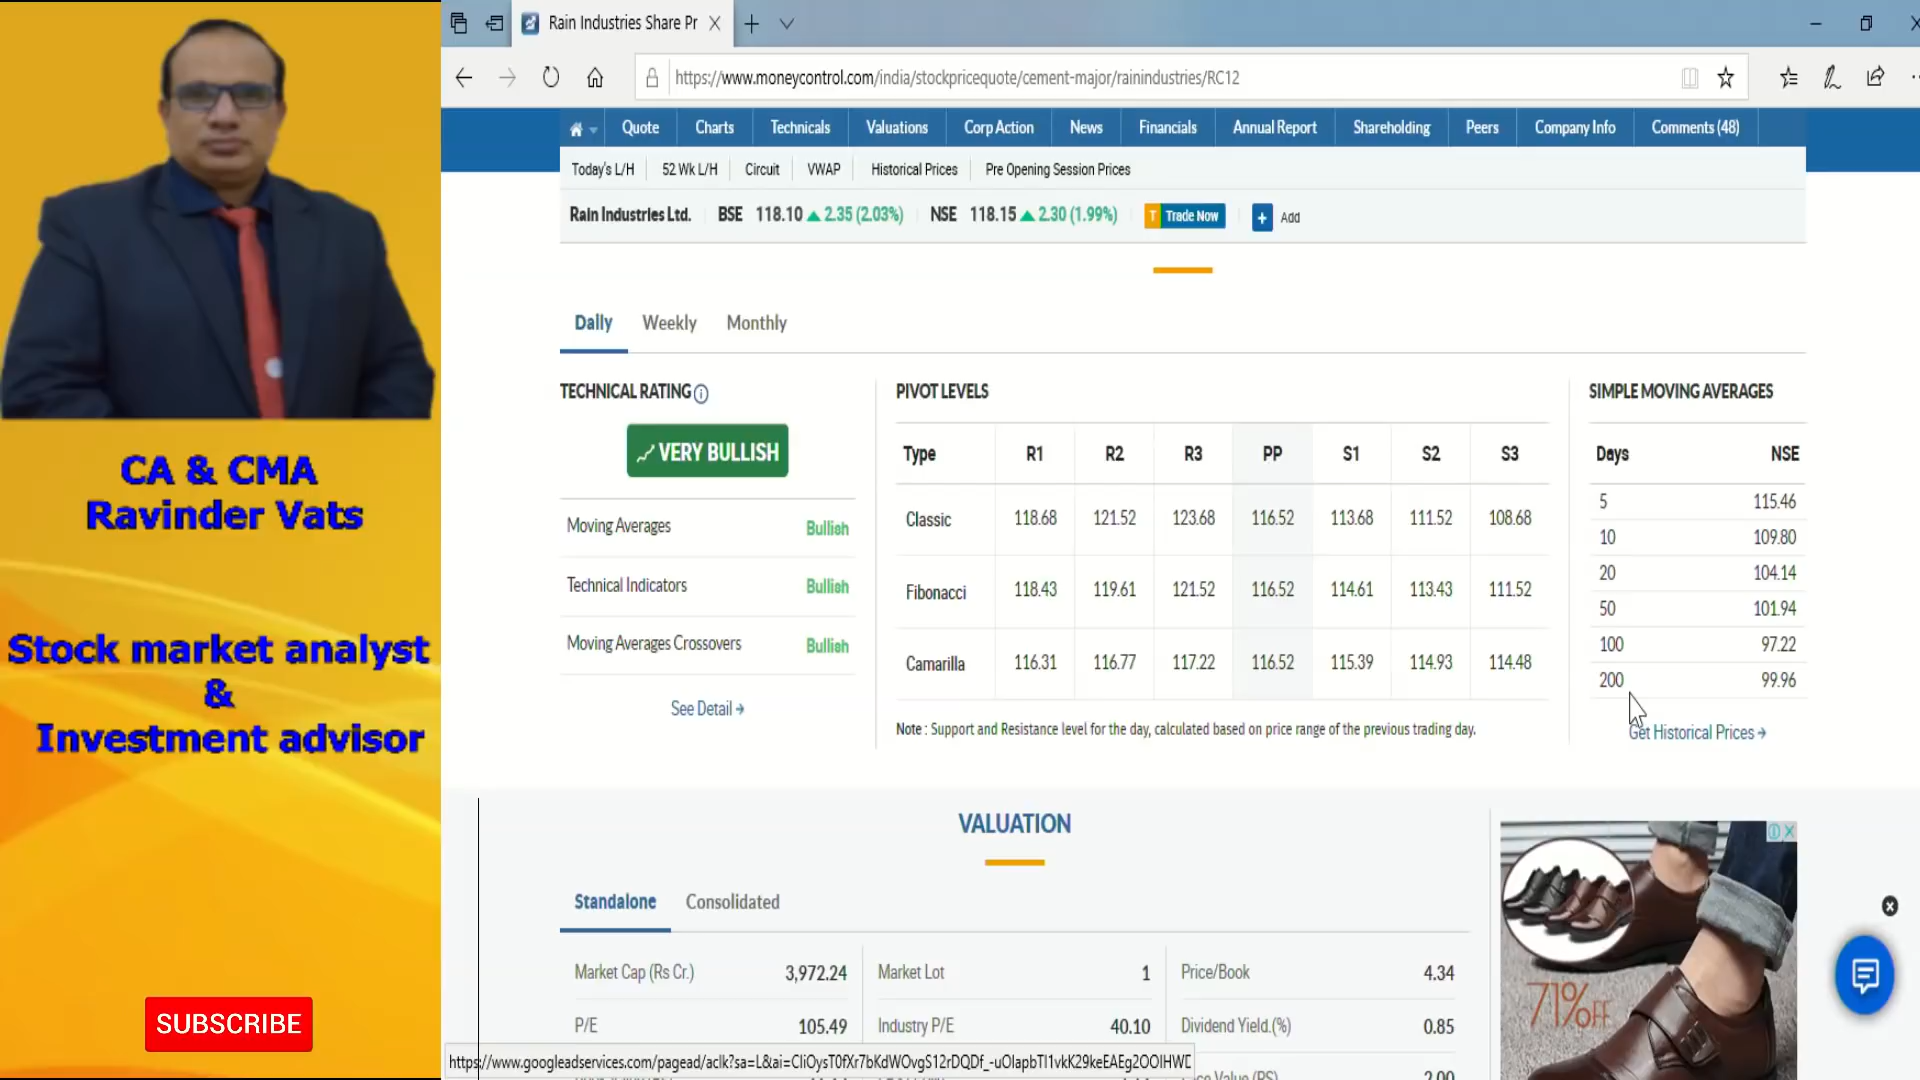 Rain Industries Share Pr
https://www.moneycontrol.com/india/stockpricequote/cement-major/rainindustries/RC12
Quote Charts Technicals Valuations Corp Action News Financials Annual Report Shareholding Peers Company Info Comments (48)
Today's L/H 52 Wk L/H Circuit VWAP Historical Prices Pre Opening Session Prices
Rain Industries Ltd. BSE 118.10 ▲ 2.35 (2.03%) NSE 118.15 ▲ 2.30 (1.99%) T Trade Now + Add
Daily Weekly Monthly
TECHNICAL RATING
VERY BULLISH
Moving Averages Bullish
Technical Indicators Bullish
Moving Averages Crossovers Bullish
See Detail →
PIVOT LEVELS
Type R1 R2 R3 PP S1 S2 S3
Classic 118.68 121.52 123.68 116.52 113.68 111.52 108.68
Fibonacci 118.43 119.61 121.52 116.52 114.61 113.43 111.52
Camarilla 116.31 116.77 117.22 116.52 115.39 114.93 114.48
Note : Support and Resistance level for the day, calculated based on price range of the previous trading day.
SIMPLE MOVING AVERAGES
Days NSE
5 115.46
10 109.80
20 104.14
50 101.94
100 97.22
200 99.96
Get Historical Prices →
VALUATION
Standalone Consolidated
Market Cap (Rs Cr.) 3,972.24 Market Lot 1 Price/Book 4.34
P/E 105.49 Industry P/E 40.10 Dividend Yield.(%) 0.85
Value (RS) 2.00
71% OFF
CA & CMA
Ravinder Vats
Stock market analyst
&
Investment advisor
SUBSCRIBE